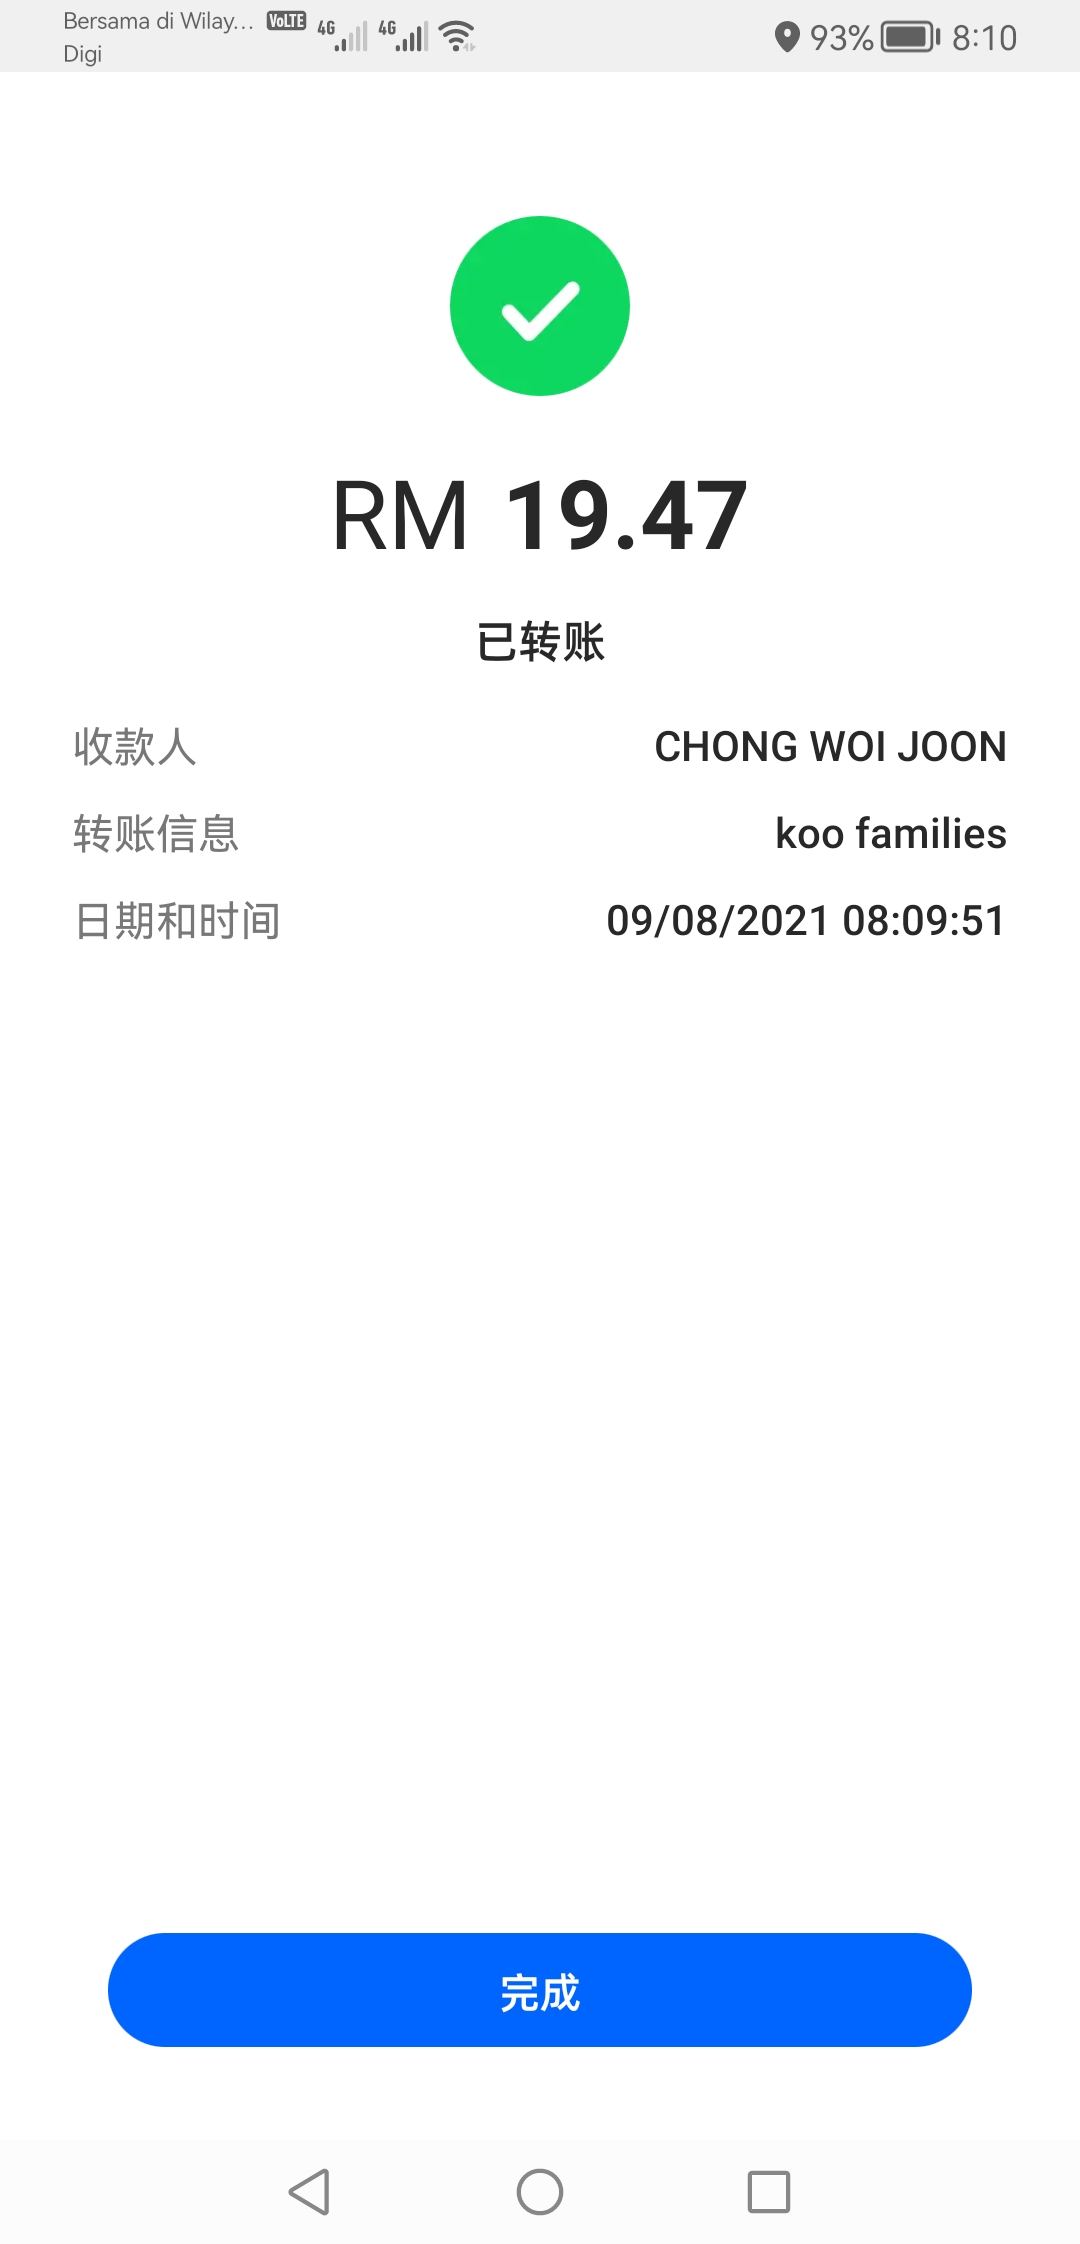 Bersama di Wilay... VoLTE 4G 4G 93% 8:10
Digi
RM 19.47
已转账
收款人 CHONG WOI JOON
转账信息 koo families
日期和时间 09/08/2021 08:09:51
完成